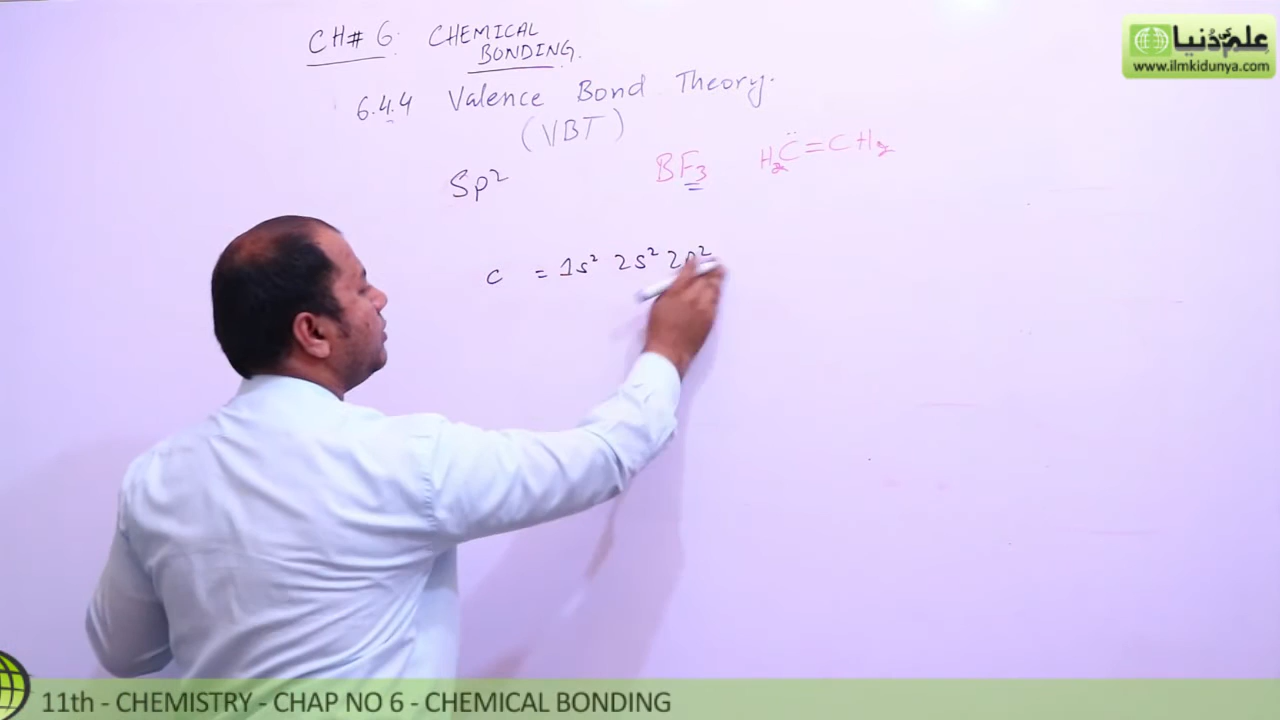 CH# 6. CHEMICAL
BONDING.
6.4.4 Valence Bond Theory.
(VBT)
Sp²
BF₃ H₂C̈=CH₂
C = 1s² 2s² 2p²
علم کی دُنیا
www.ilmkidunya.com
11th - CHEMISTRY - CHAP NO 6 - CHEMICAL BONDING